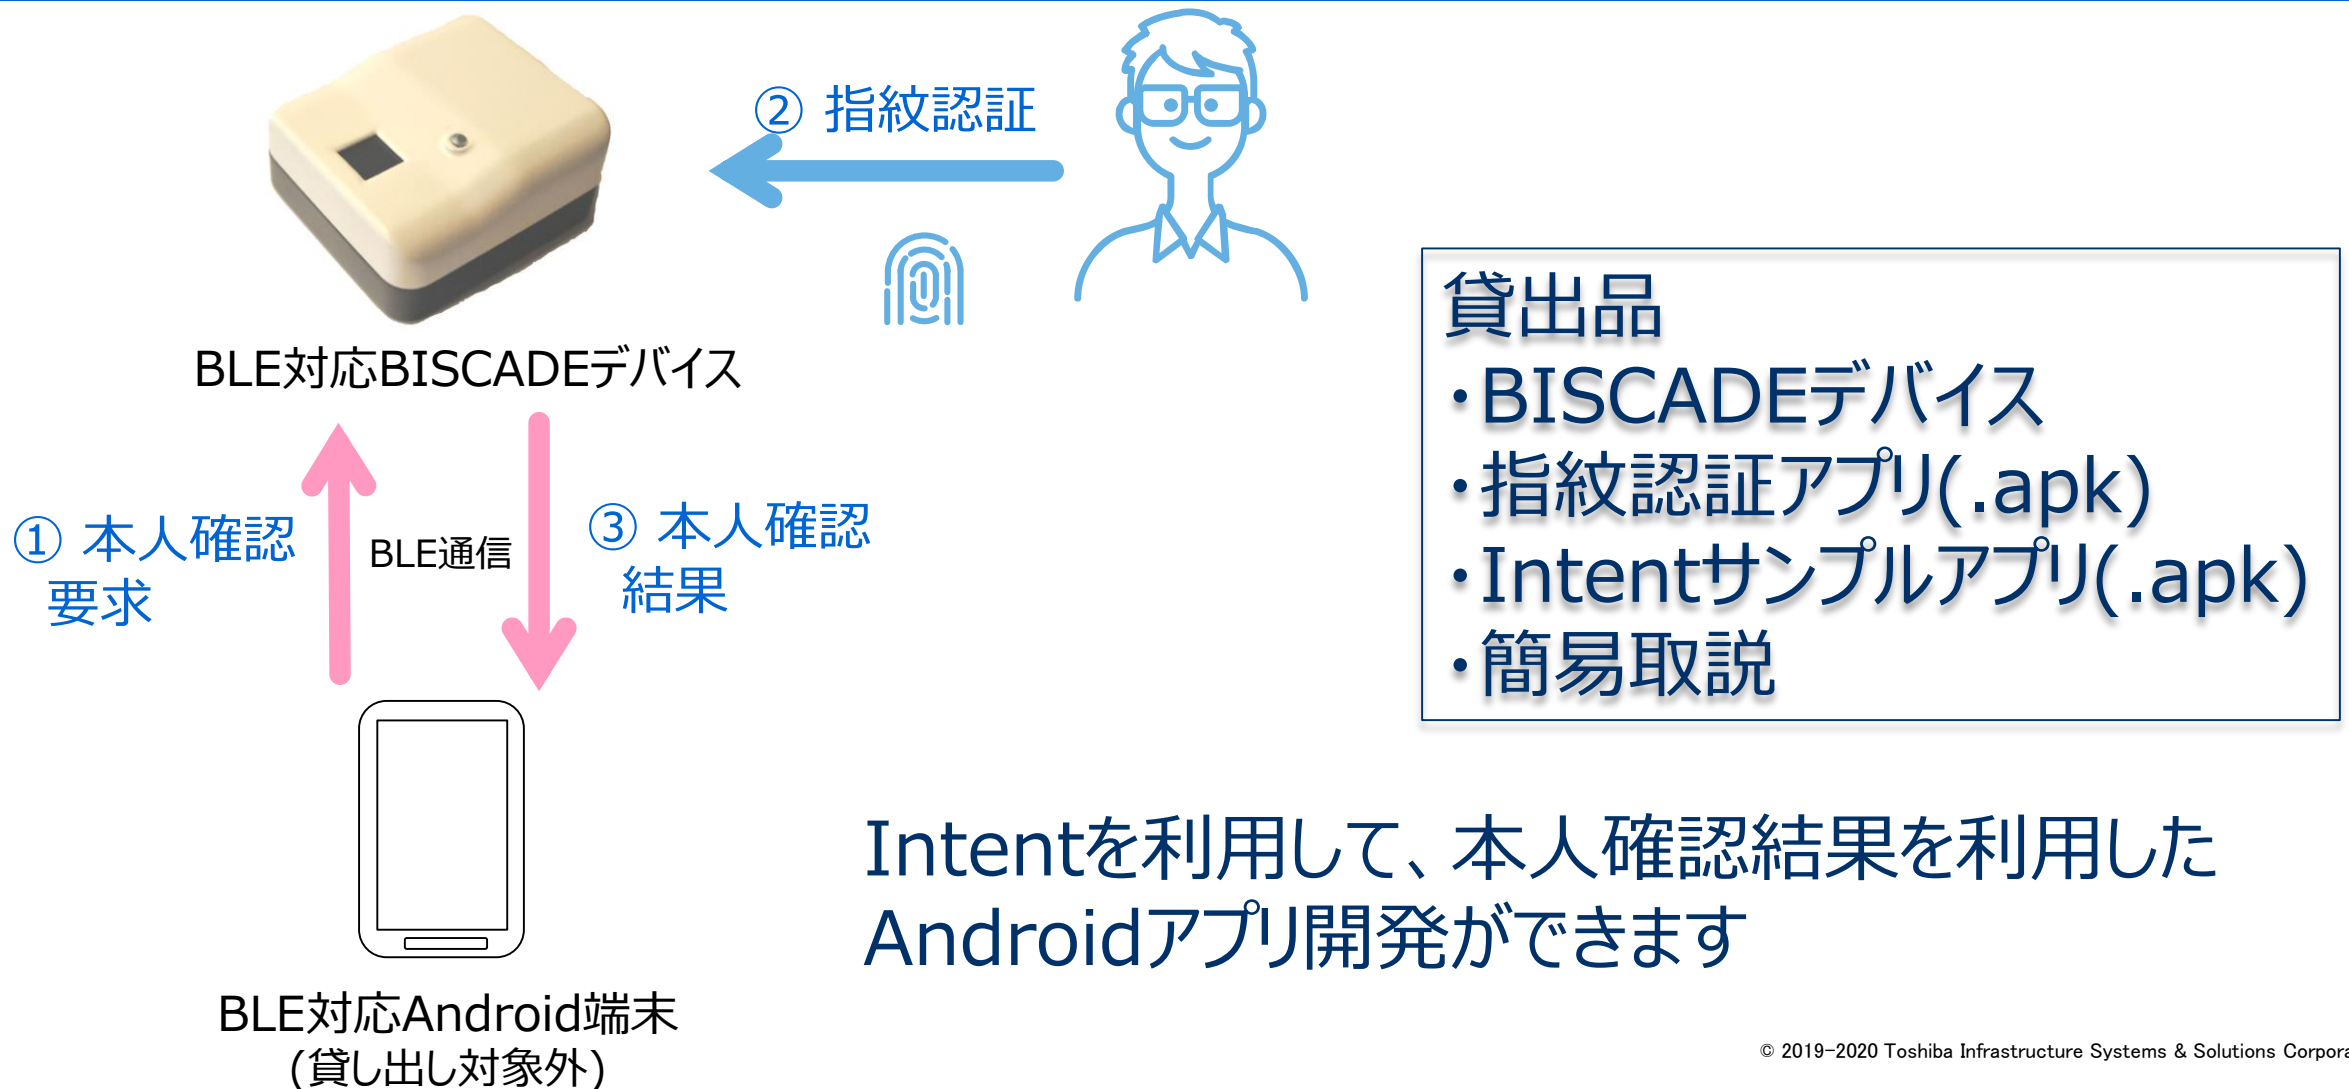 ② 指紋認証
BLE対応BISCADEデバイス
① 本人確認
要求
BLE通信
③ 本人確認
結果
BLE対応Android端末
(貸し出し対象外)
貸出品
・BISCADEデバイス
・指紋認証アプリ(.apk)
・Intentサンプルアプリ(.apk)
・簡易取説
Intentを利用して、本人確認結果を利用した
Androidアプリ開発ができます
© 2019-2020 Toshiba Infrastructure Systems & Solutions Corpora